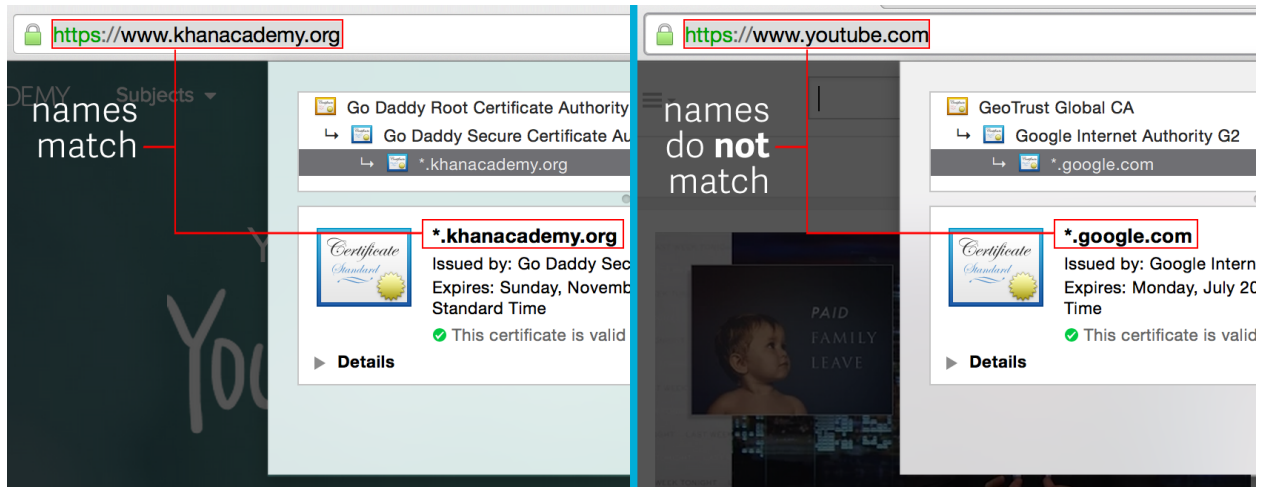 https://www.khanacademy.org
DEMY Subjects
names
match
Go Daddy Root Certificate Authority
Go Daddy Secure Certificate Au
*.khanacademy.org
Certificate
Standard
*.khanacademy.org
Issued by: Go Daddy Sec
Expires: Sunday, Novemb
Standard Time
This certificate is valid
Details
You
https://www.youtube.com
names
do not
match
GeoTrust Global CA
Google Internet Authority G2
*.google.com
Certificate
Standard
*.google.com
Issued by: Google Intern
Expires: Monday, July 20
Time
This certificate is valid
Details
PAID
FAMILY
LEAVE